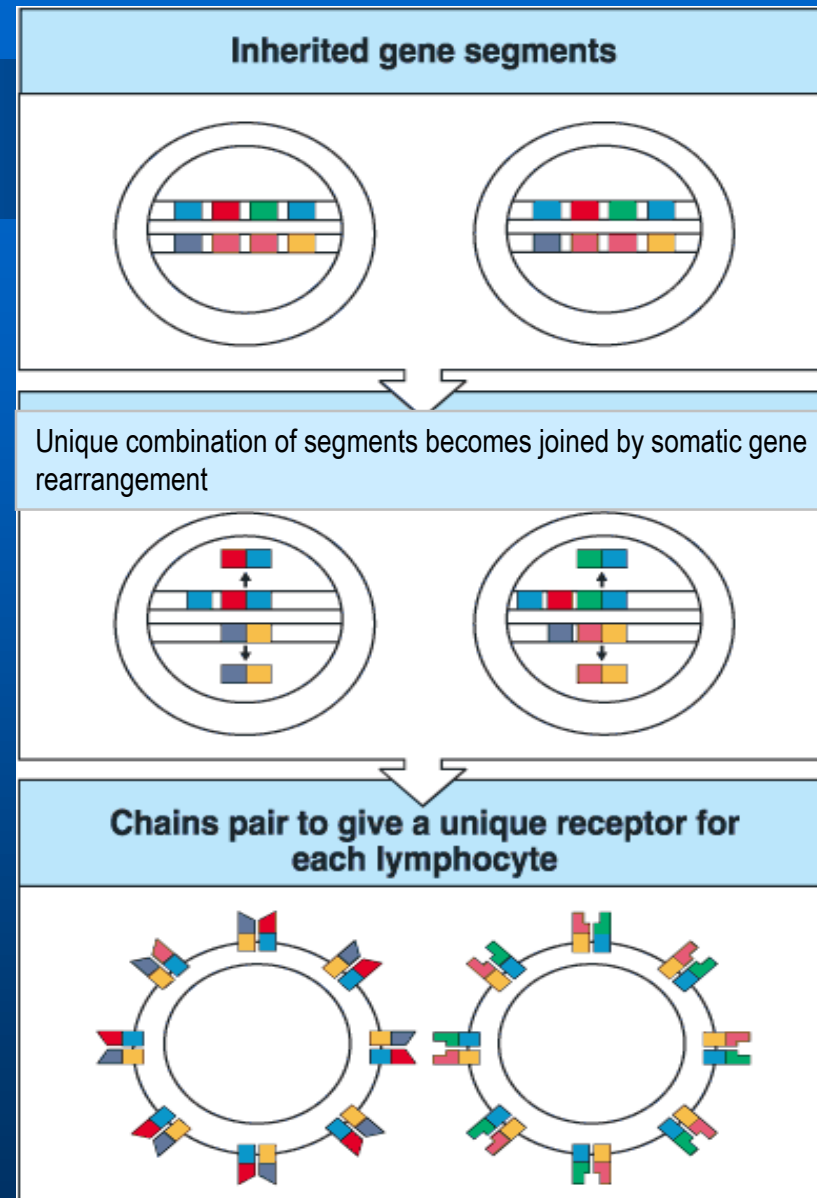 Inherited gene segments
Unique combination of segments becomes joined by somatic gene
rearrangement
Chains pair to give a unique receptor for
each lymphocyte